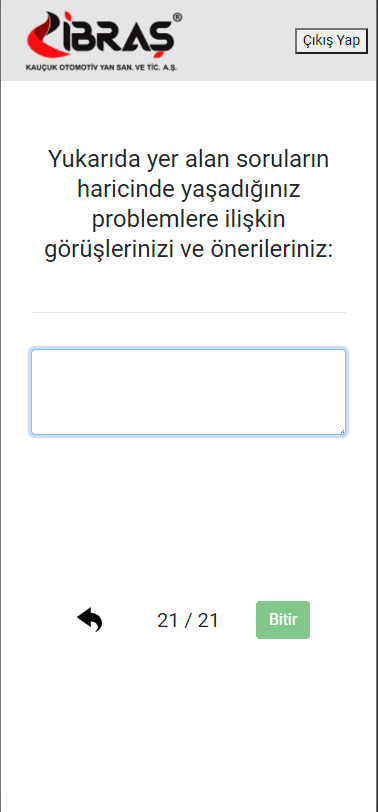 İBRAŞ®
KAUÇUK OTOMOTİV YAN SAN. VE TİC. A.Ş.
Çıkış Yap
Yukarıda yer alan soruların
haricinde yaşadığınız
problemlere ilişkin
görüşlerinizi ve önerileriniz:
21 / 21
Bitir